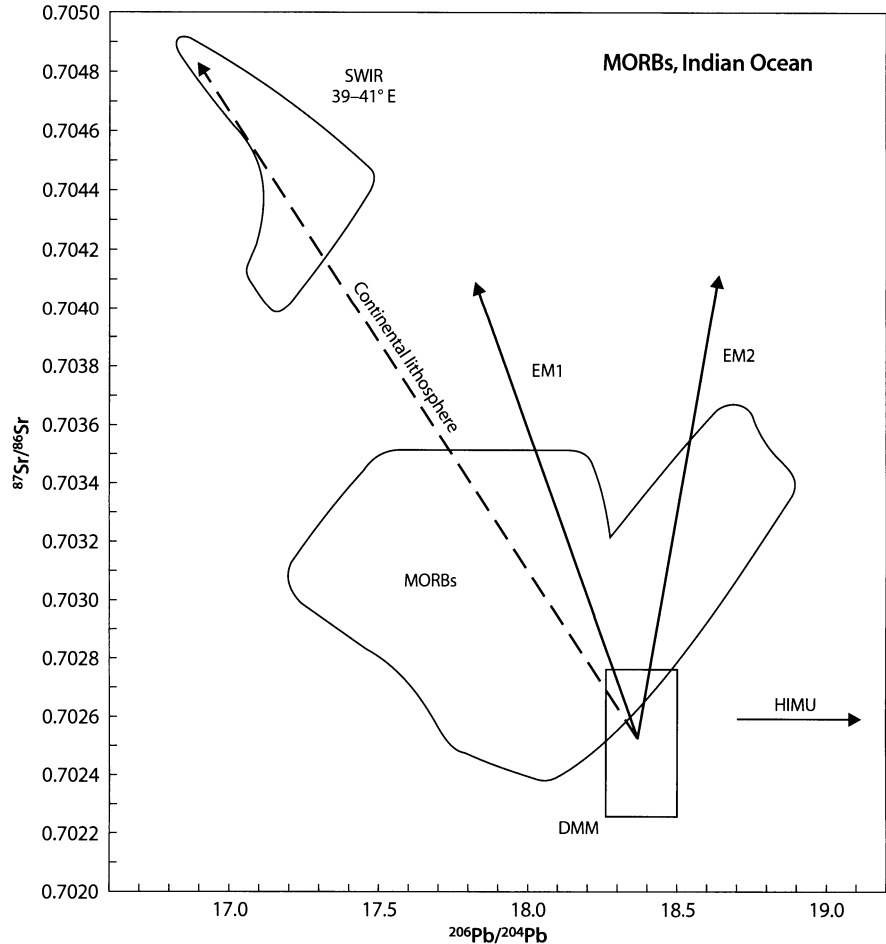 MORBs, Indian Ocean
SWIR
39–41° E
Continental lithosphere
EM1
EM2
MORBs
HIMU
DMM
⁸⁷Sr/⁸⁶Sr
0.7050
0.7048
0.7046
0.7044
0.7042
0.7040
0.7038
0.7036
0.7034
0.7032
0.7030
0.7028
0.7026
0.7024
0.7022
0.7020
17.0
17.5
18.0
18.5
19.0
²⁰⁶Pb/²⁰⁴Pb